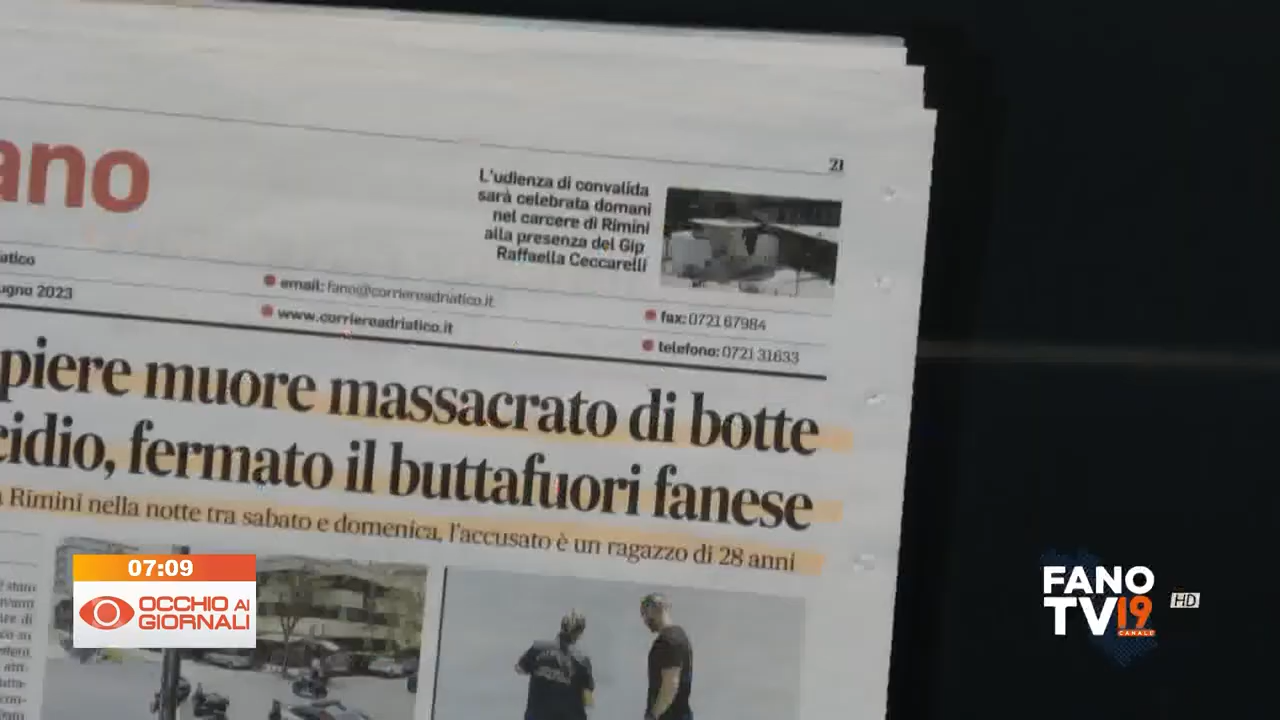 21
ano
L'udienza di convalida
sarà celebrata domani
nel carcere di Rimini
alla presenza del Gip
Raffaella Ceccarelli
atico
ugno 2023
email: fano@corriereadriatico.it
www.corriereadriatico.it
fax: 0721 67984
telefono: 0721 31633
piere muore massacrato di botte
cidio, fermato il buttafuori fanese
a Rimini nella notte tra sabato e domenica, l'accusato è un ragazzo di 28 anni
07:09
OCCHIO AI
GIORNALI
FANO
TV19
CANALE
HD